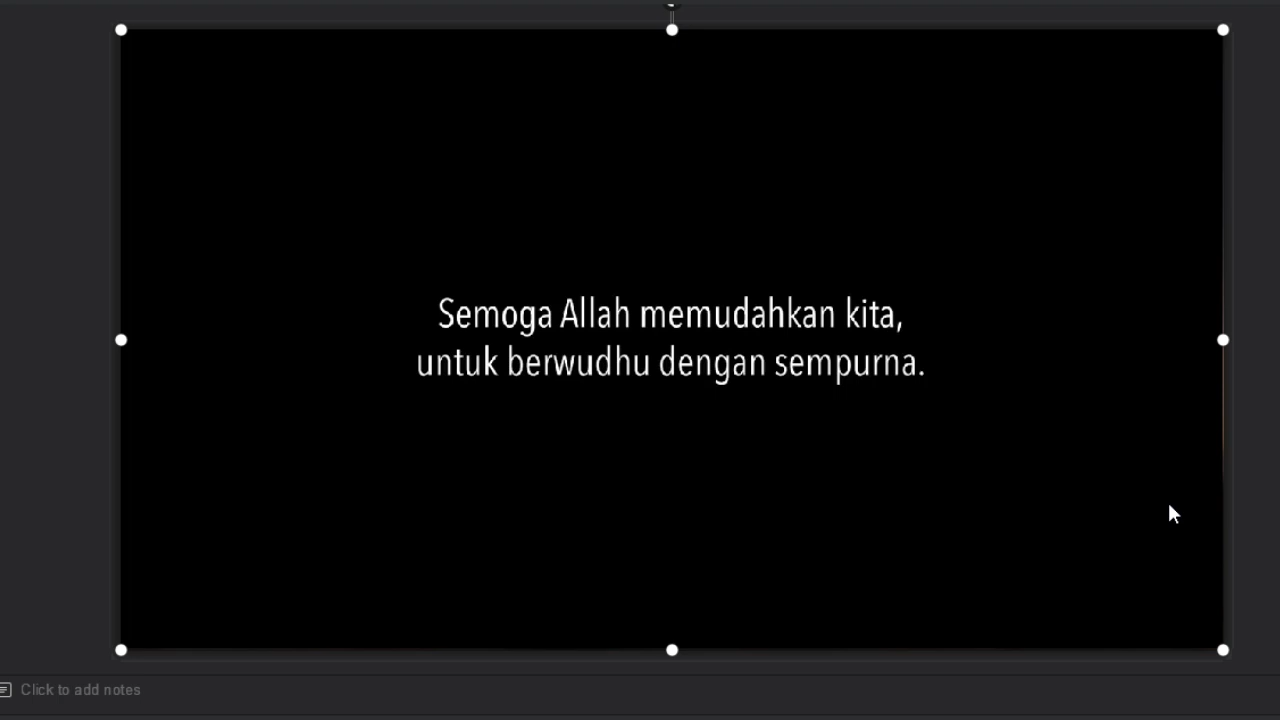 Semoga Allah memudahkan kita,
untuk berwudhu dengan sempurna.
Click to add notes